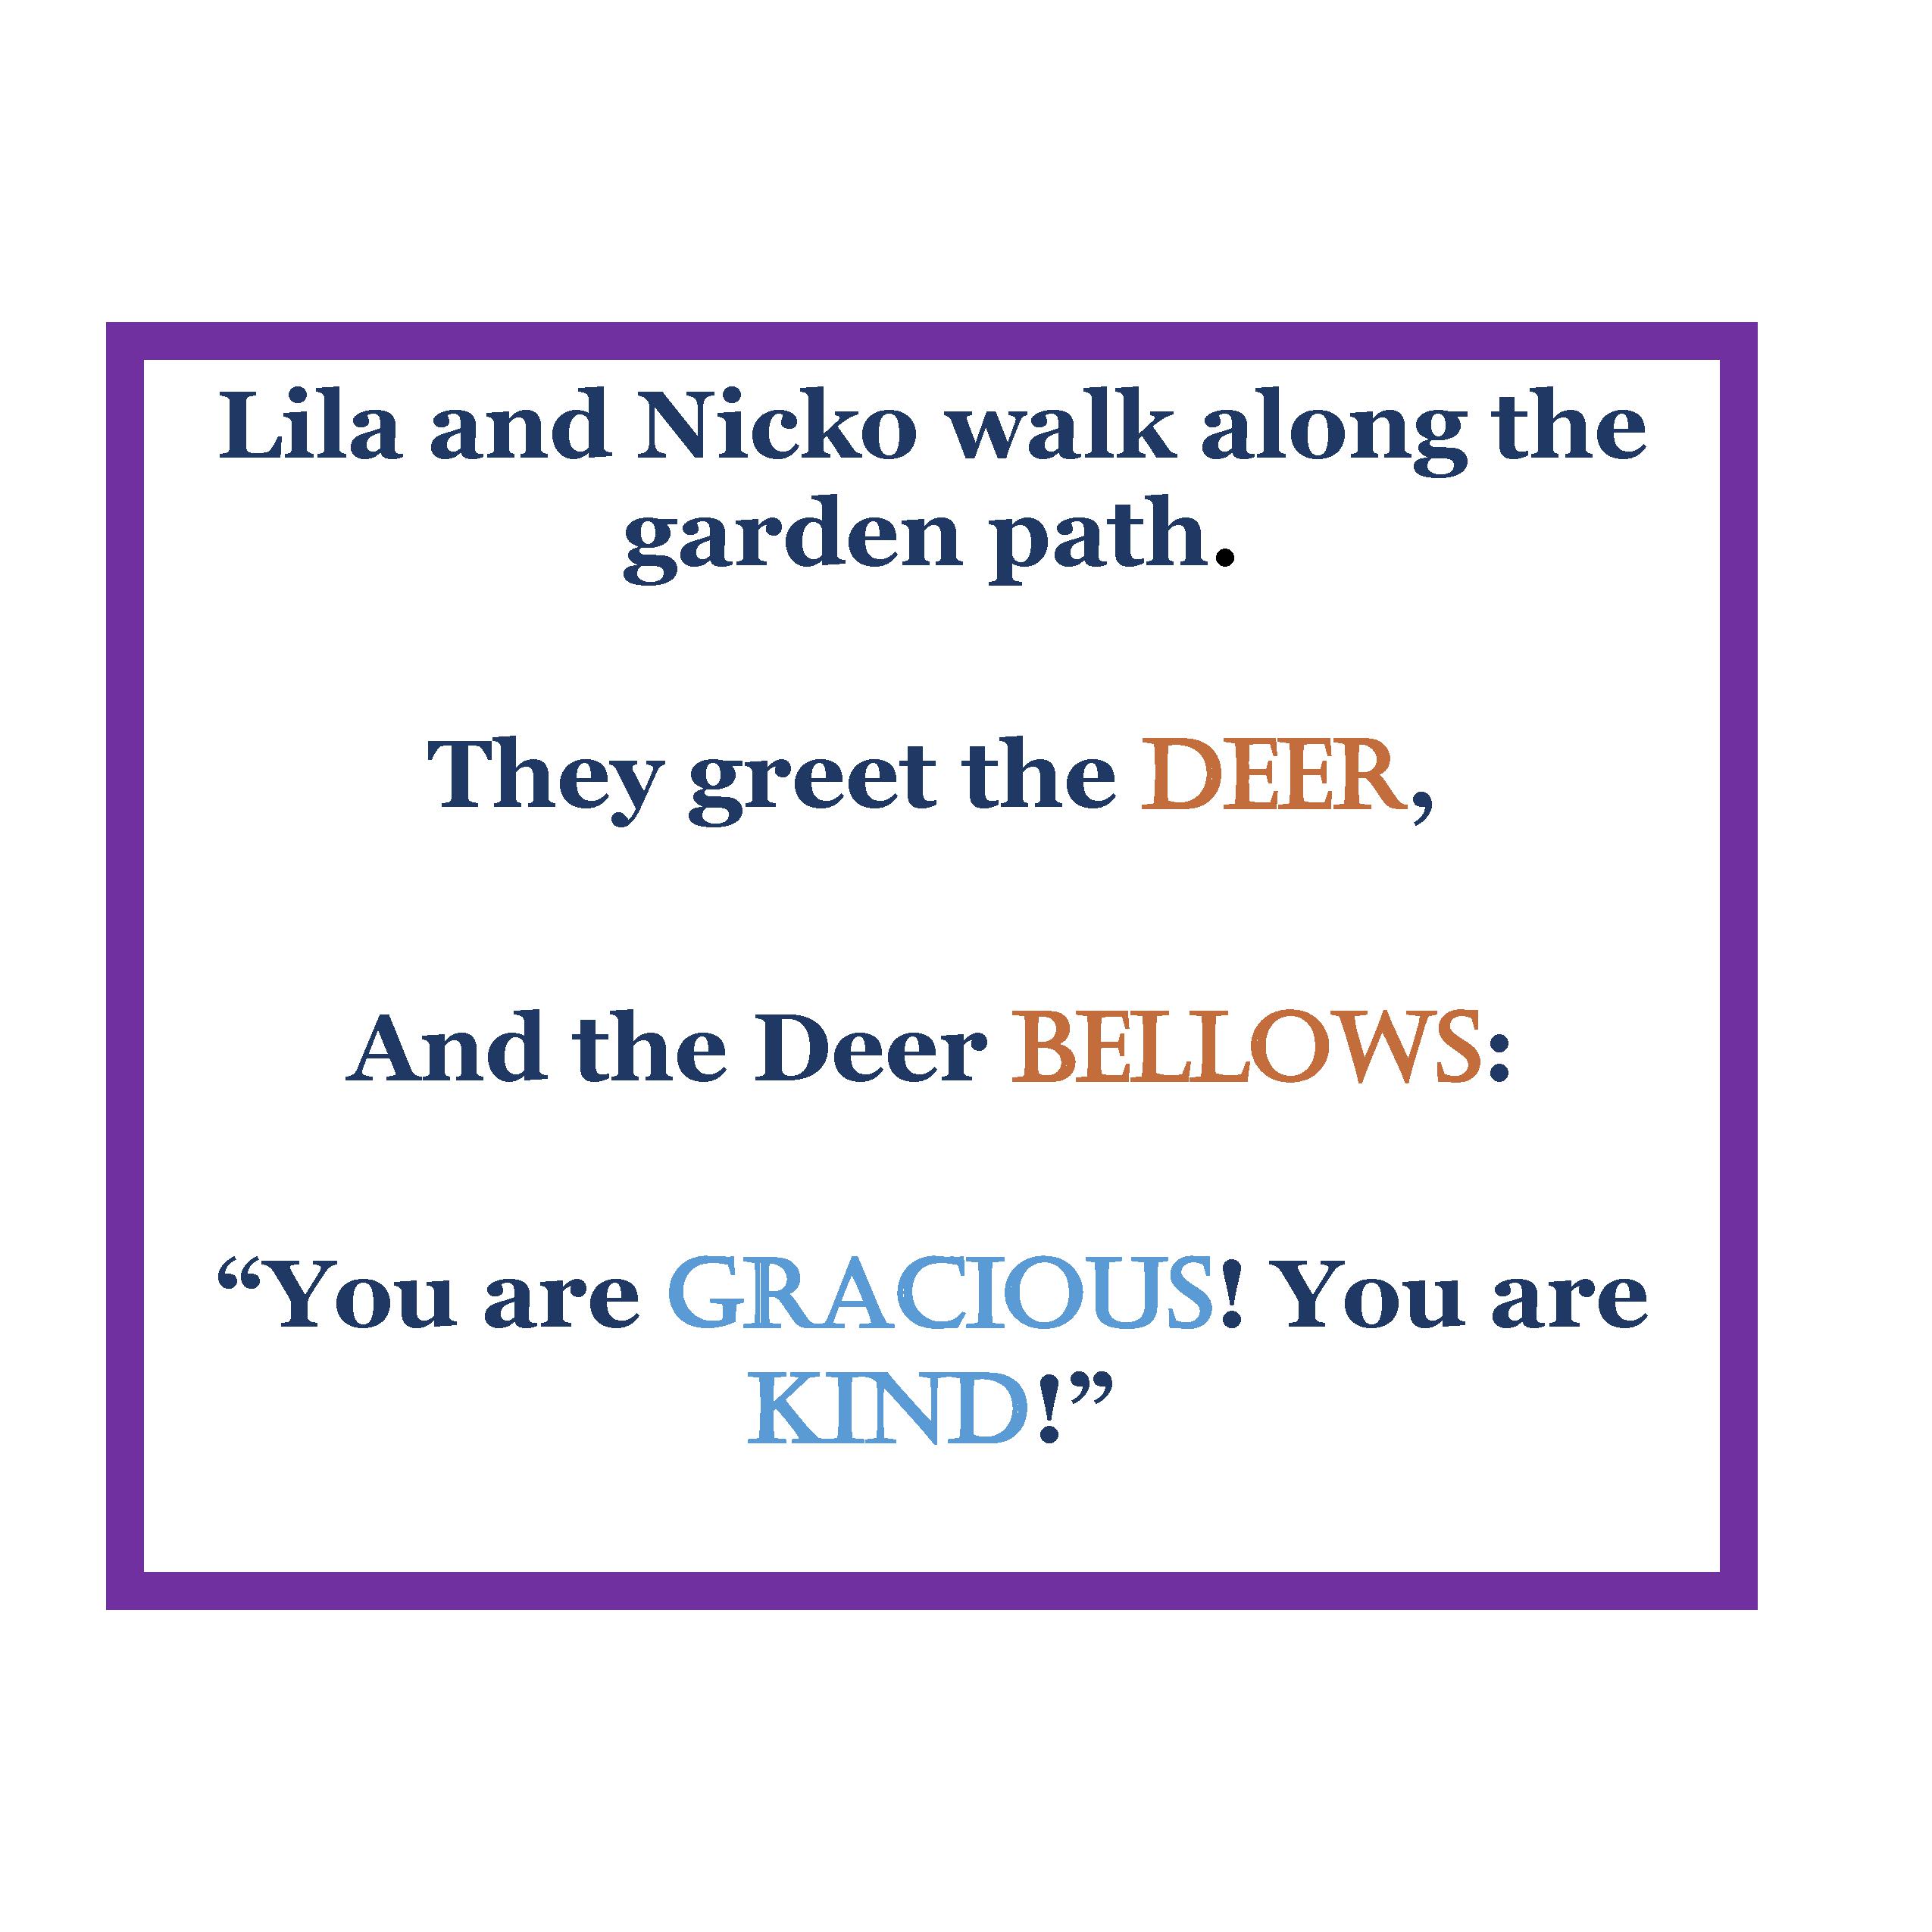 Lila and Nicko walk along the
garden path.
They greet the DEER,
And the Deer BELLOWS:
“You are GRACIOUS! You are
KIND!”